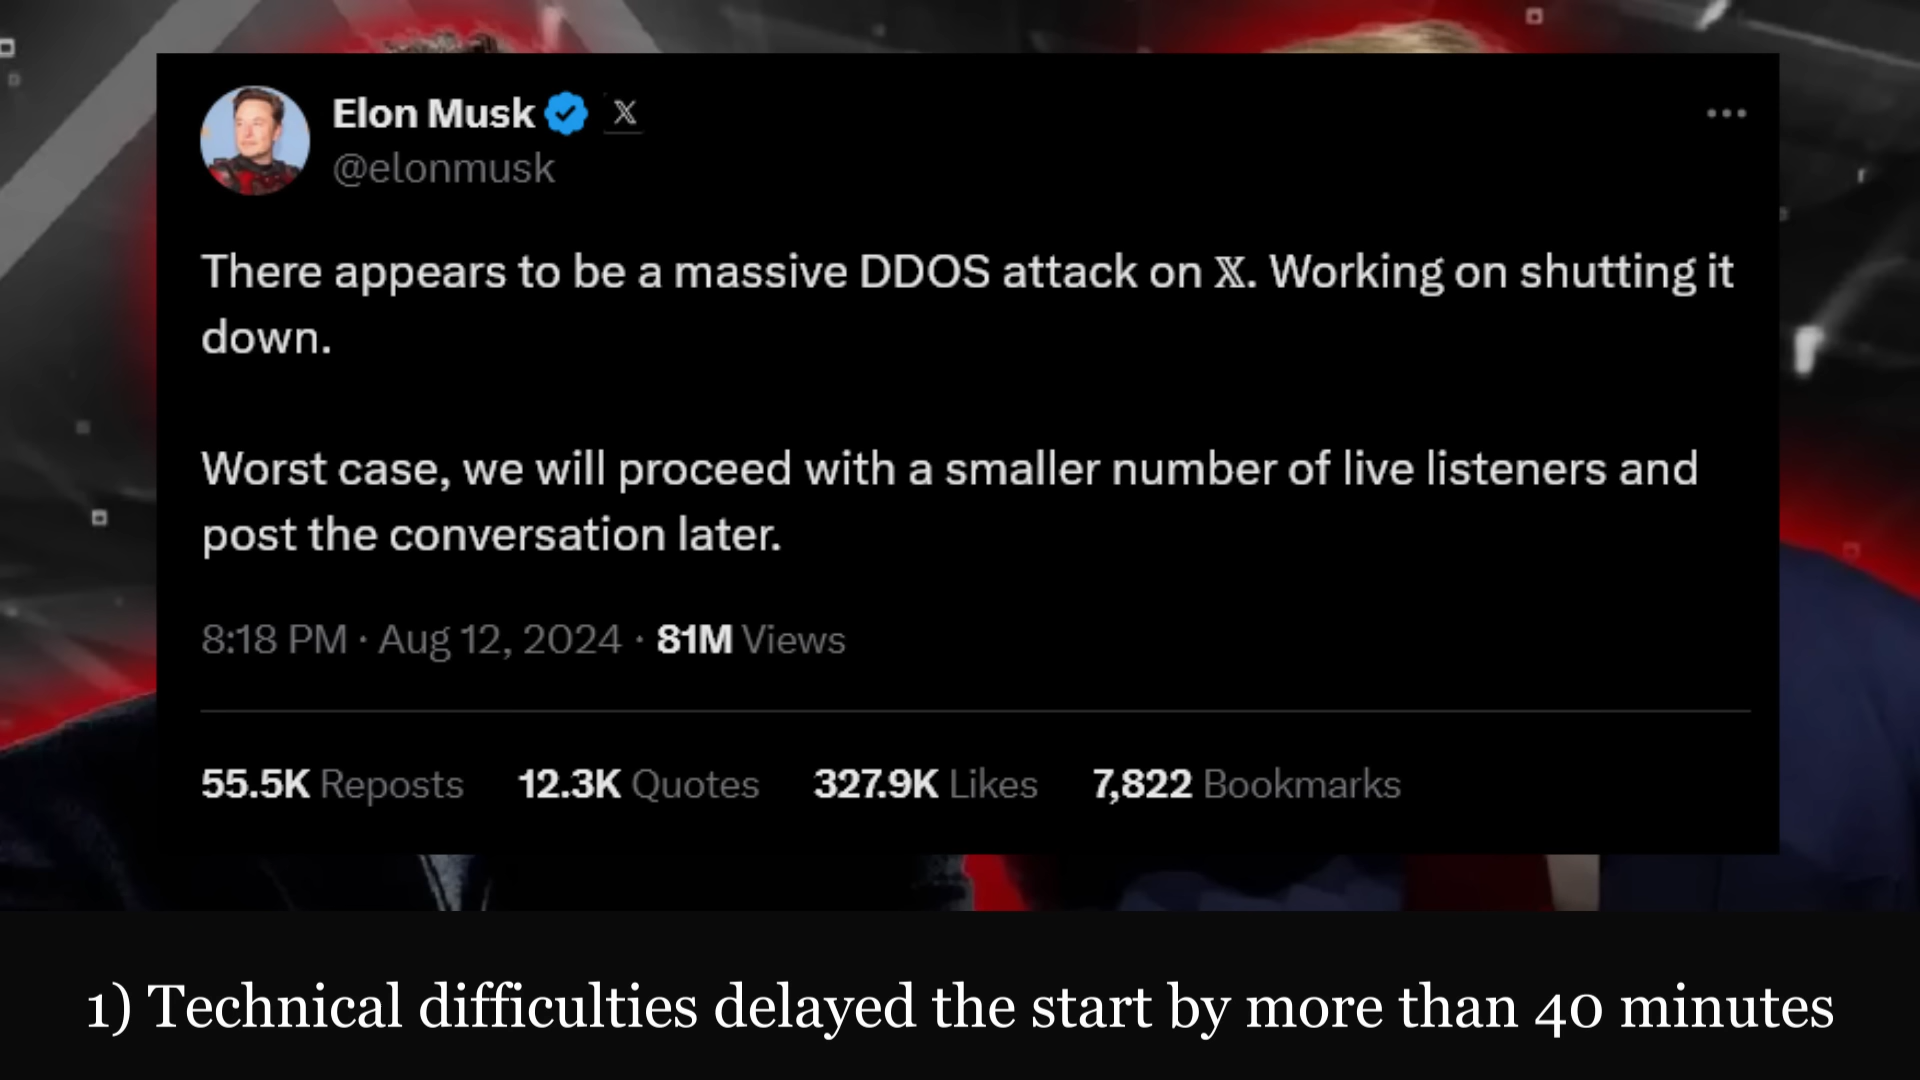 Elon Musk
@elonmusk
There appears to be a massive DDOS attack on 𝕏. Working on shutting it
down.
Worst case, we will proceed with a smaller number of live listeners and
post the conversation later.
8:18 PM · Aug 12, 2024 · 81M Views
55.5K Reposts 12.3K Quotes 327.9K Likes 7,822 Bookmarks
1) Technical difficulties delayed the start by more than 40 minutes